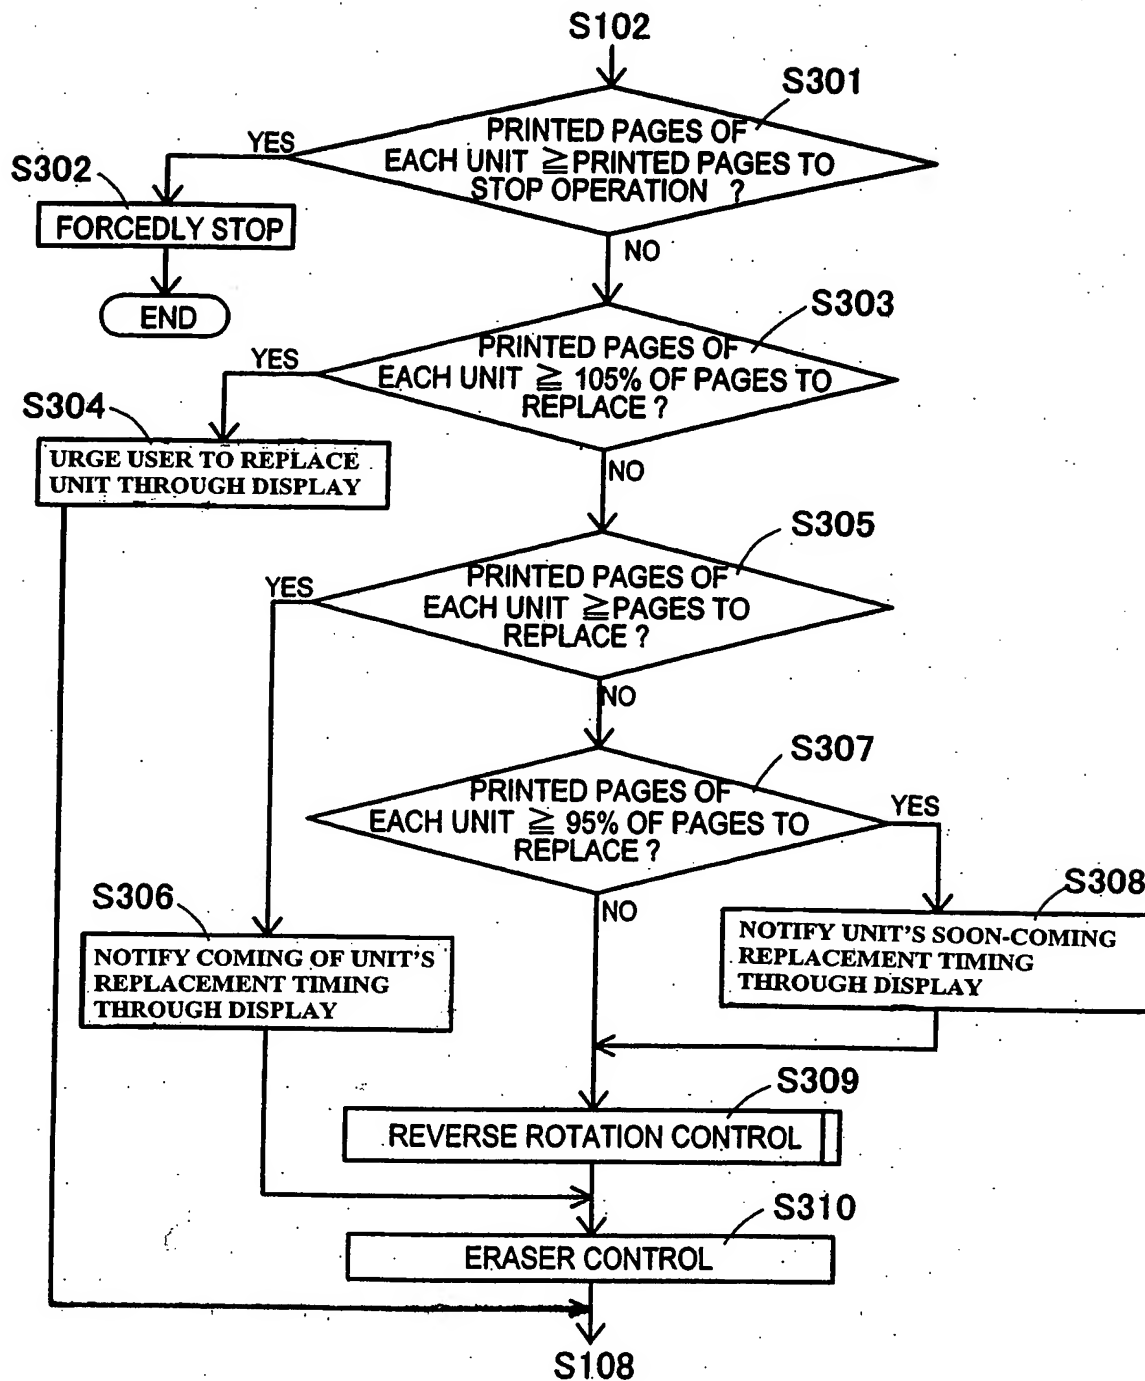 S102
S301
PRINTED PAGES OF
EACH UNIT ≧PRINTED PAGES TO
STOP OPERATION ?
YES
S302
FORCEDLY STOP
NO
END
S303
PRINTED PAGES OF
EACH UNIT ≧ 105% OF PAGES TO
REPLACE ?
YES
S304
URGE USER TO REPLACE
UNIT THROUGH DISPLAY
NO
S305
PRINTED PAGES OF
EACH UNIT ≧PAGES TO
REPLACE ?
YES
NO
S307
PRINTED PAGES OF
EACH UNIT ≧ 95% OF PAGES TO
REPLACE ?
YES
S306
NOTIFY COMING OF UNIT'S
REPLACEMENT TIMING
THROUGH DISPLAY
NO
S308
NOTIFY UNIT'S SOON-COMING
REPLACEMENT TIMING
THROUGH DISPLAY
S309
REVERSE ROTATION CONTROL
S310
ERASER CONTROL
S108